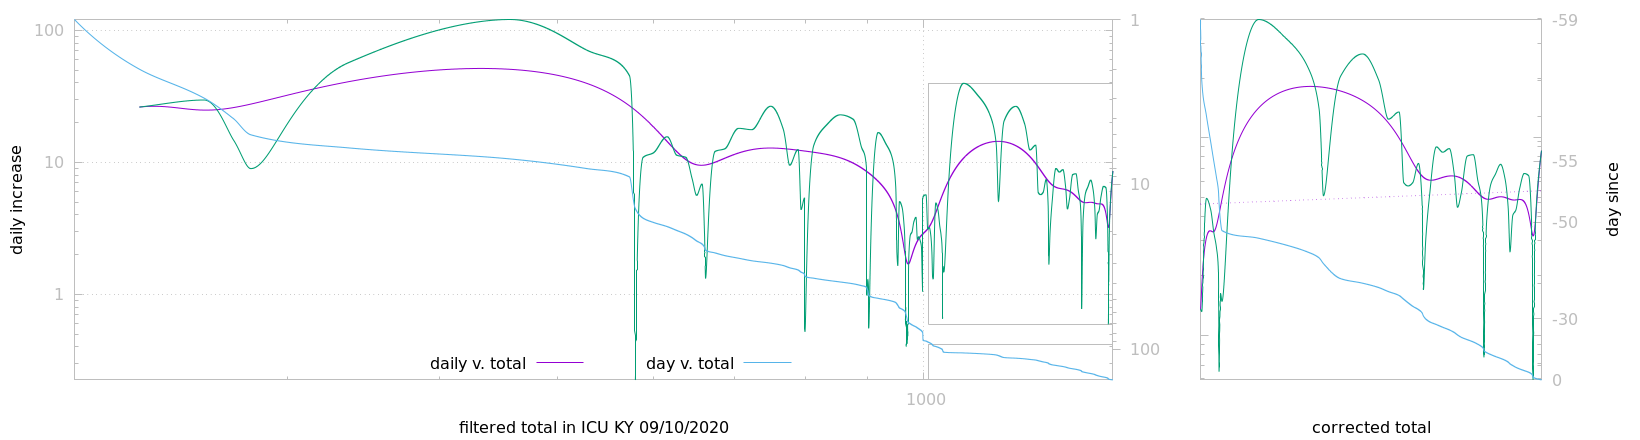 100
10
1
daily increase
daily v. total
day v. total
1
10
100
1000
filtered total in ICU KY 09/10/2020
-59
-55
-50
-30
0
day since
corrected total